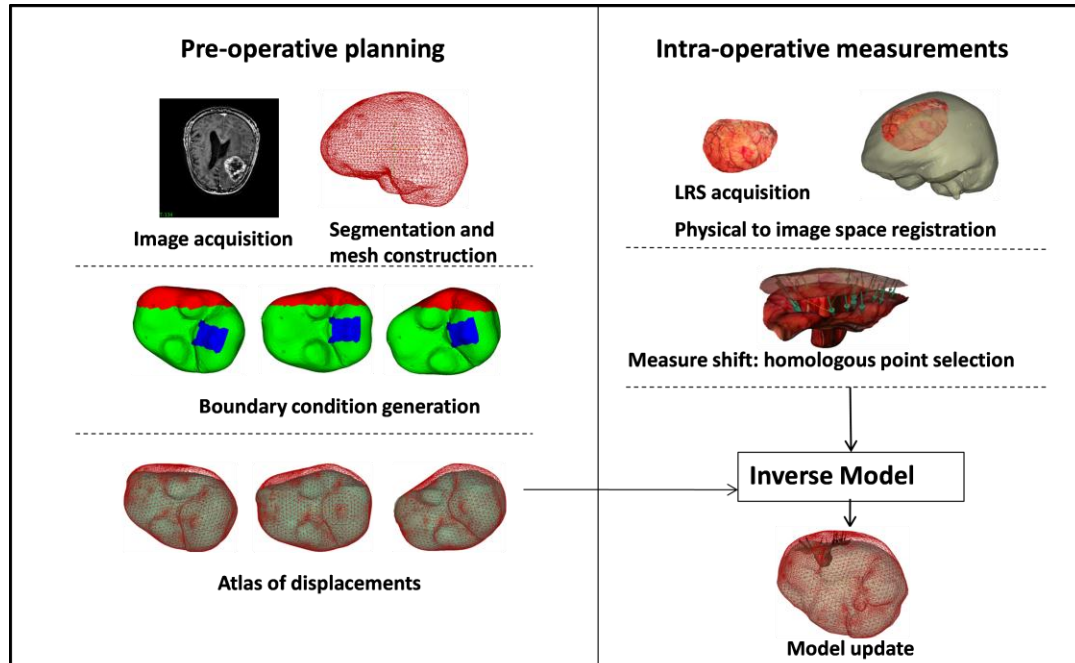 Pre-operative planning
Image acquisition
Segmentation and
mesh construction
Boundary condition generation
Atlas of displacements
Intra-operative measurements
LRS acquisition
Physical to image space registration
Measure shift: homologous point selection
Inverse Model
Model update